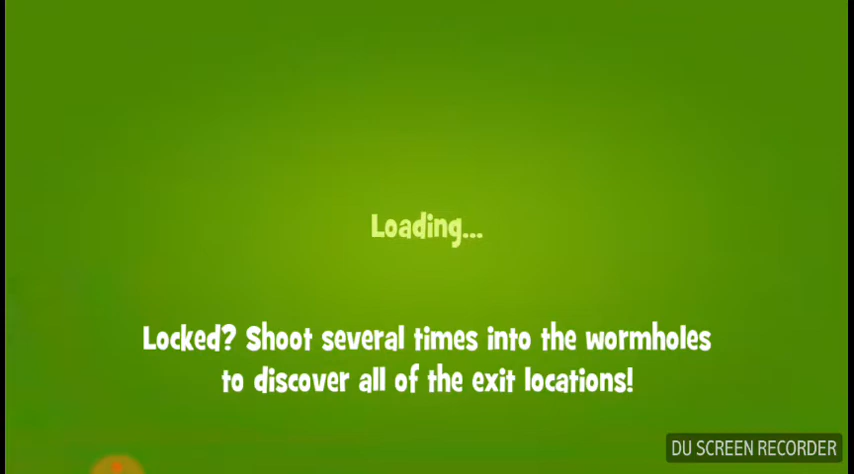 Loading...
Locked? Shoot several times into the wormholes
to discover all of the exit locations!
DU SCREEN RECORDER